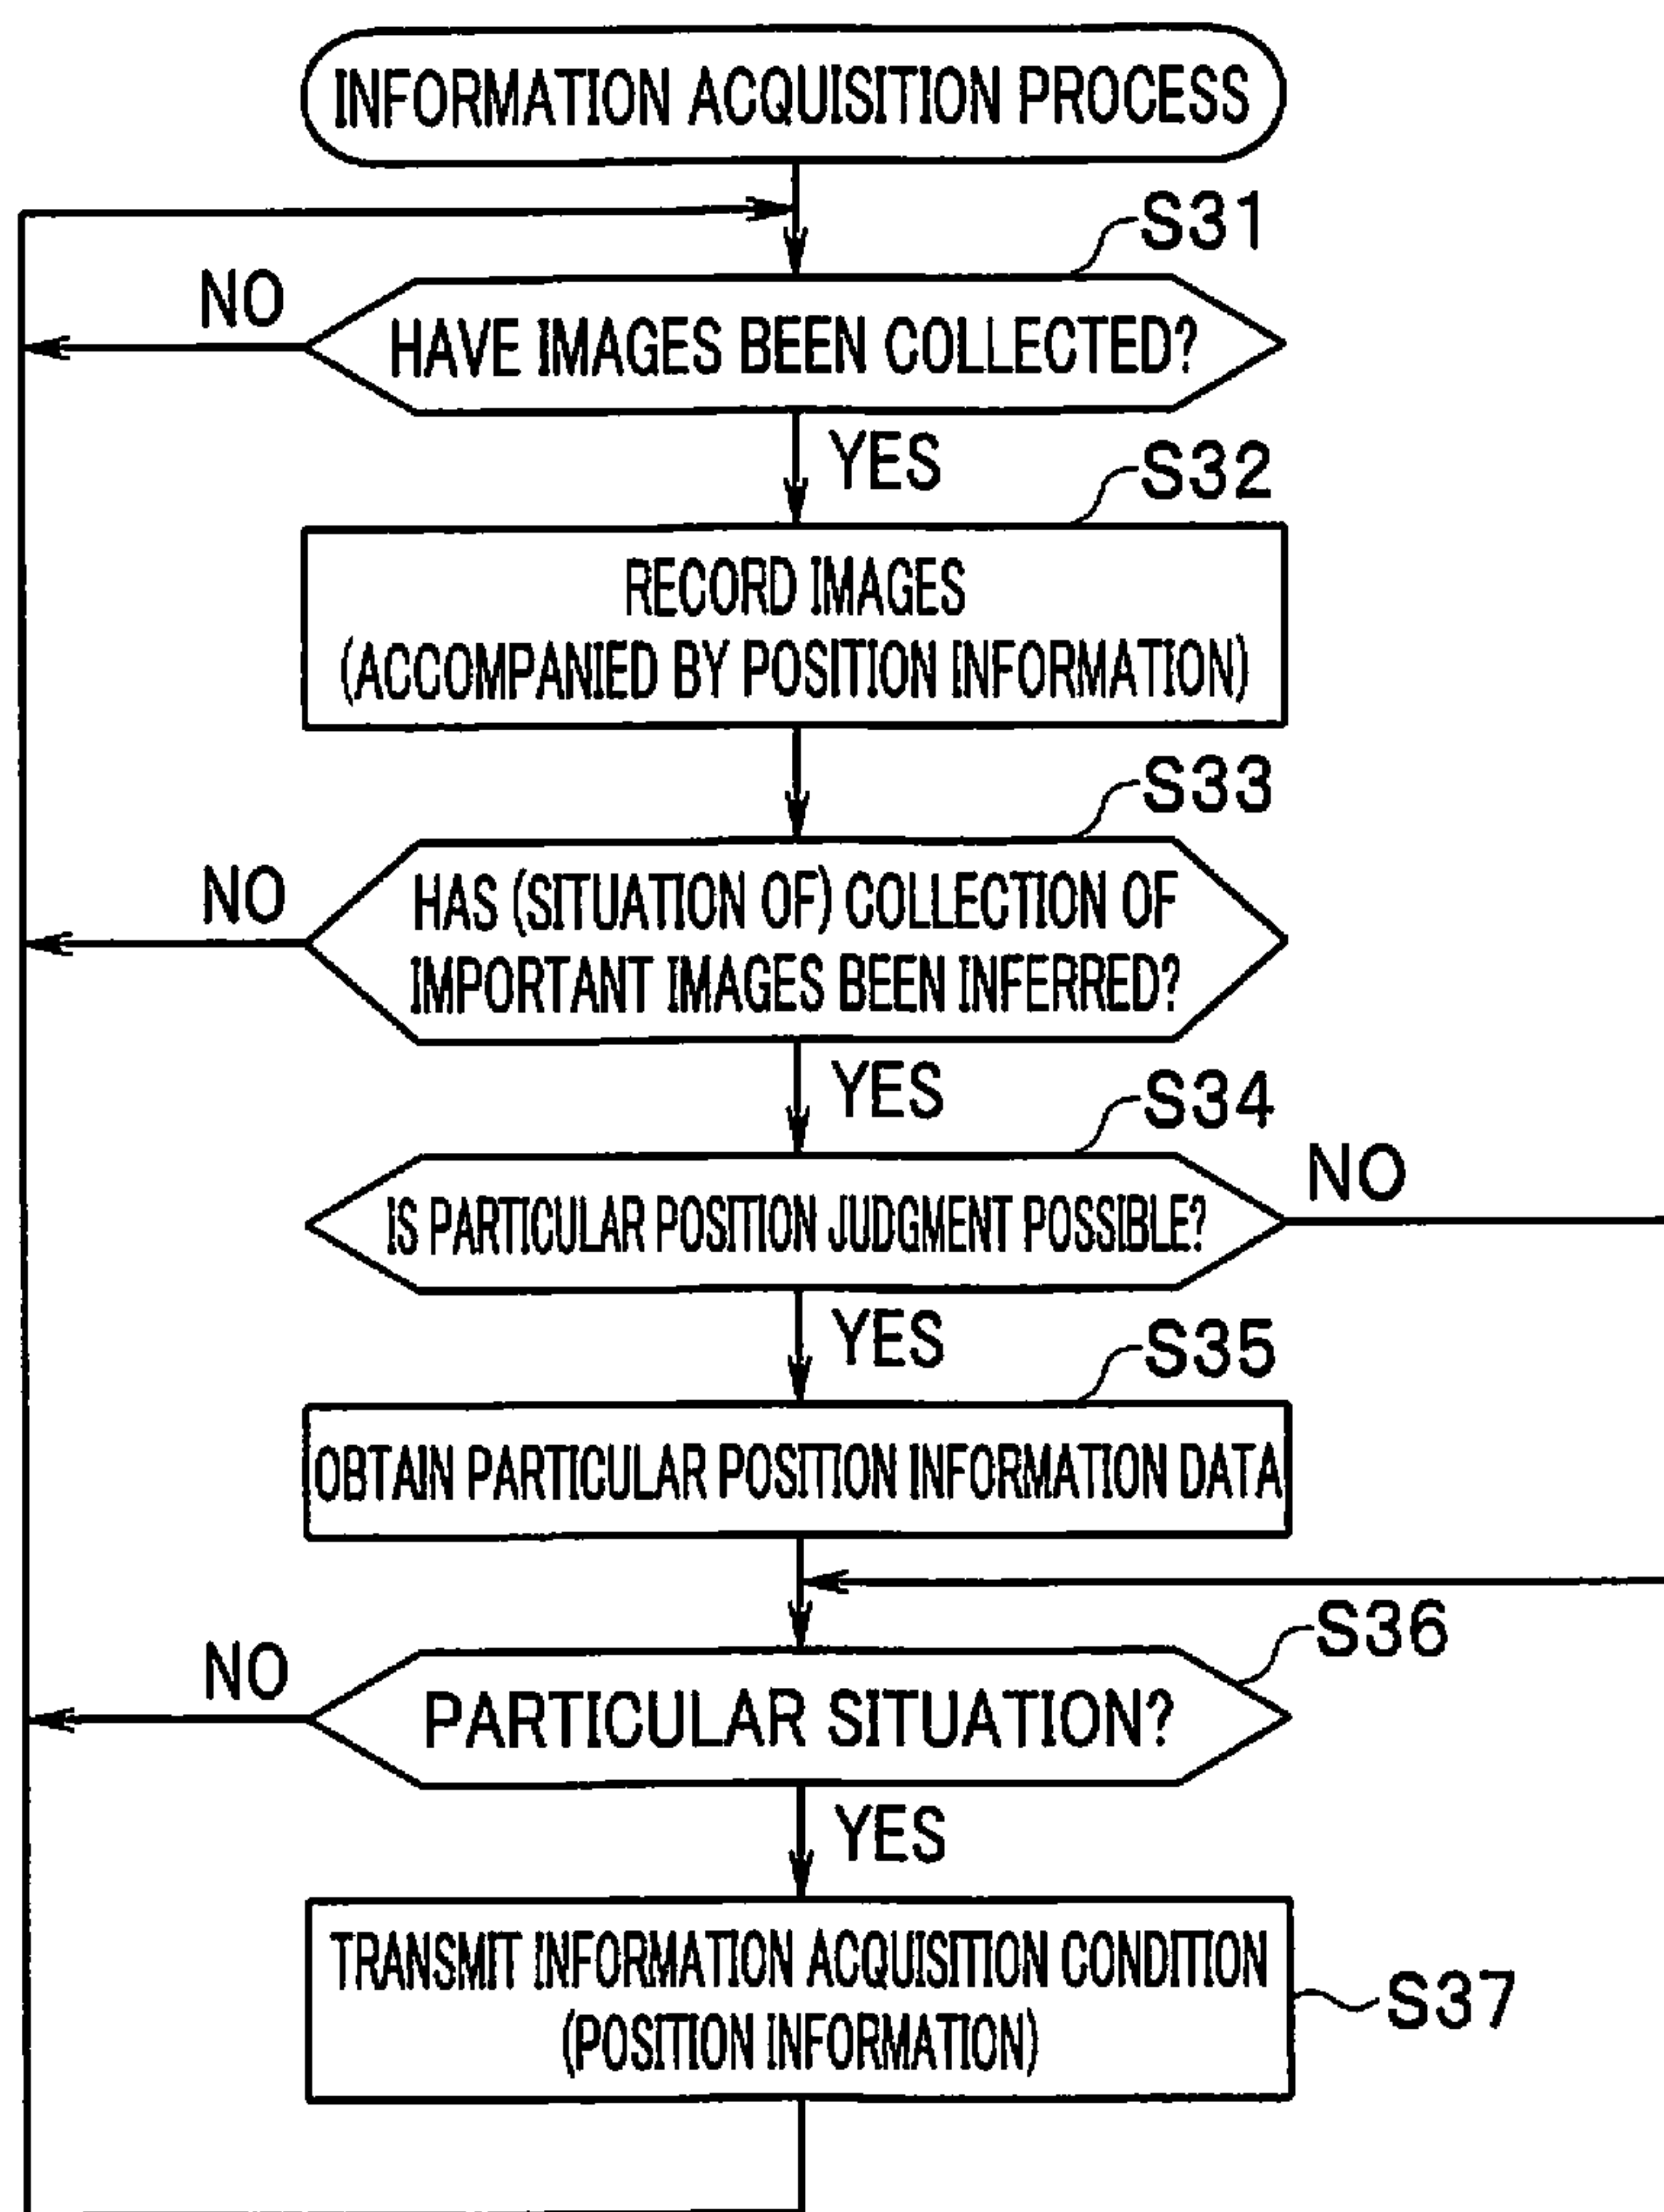 INFORMATION ACQUISITION PROCESS
S31
NO
HAVE IMAGES BEEN COLLECTED?
YES
S32
RECORD IMAGES
(ACCOMPANIED BY POSITION INFORMATION)
S33
NO
HAS (SITUATION OF) COLLECTION OF
IMPORTANT IMAGES BEEN INFERRED?
YES
S34
NO
IS PARTICULAR POSITION JUDGMENT POSSIBLE?
YES
S35
OBTAIN PARTICULAR POSITION INFORMATION DATA
S36
NO
PARTICULAR SITUATION?
YES
TRANSMIT INFORMATION ACQUISITION CONDITION
(POSITION INFORMATION)
S37